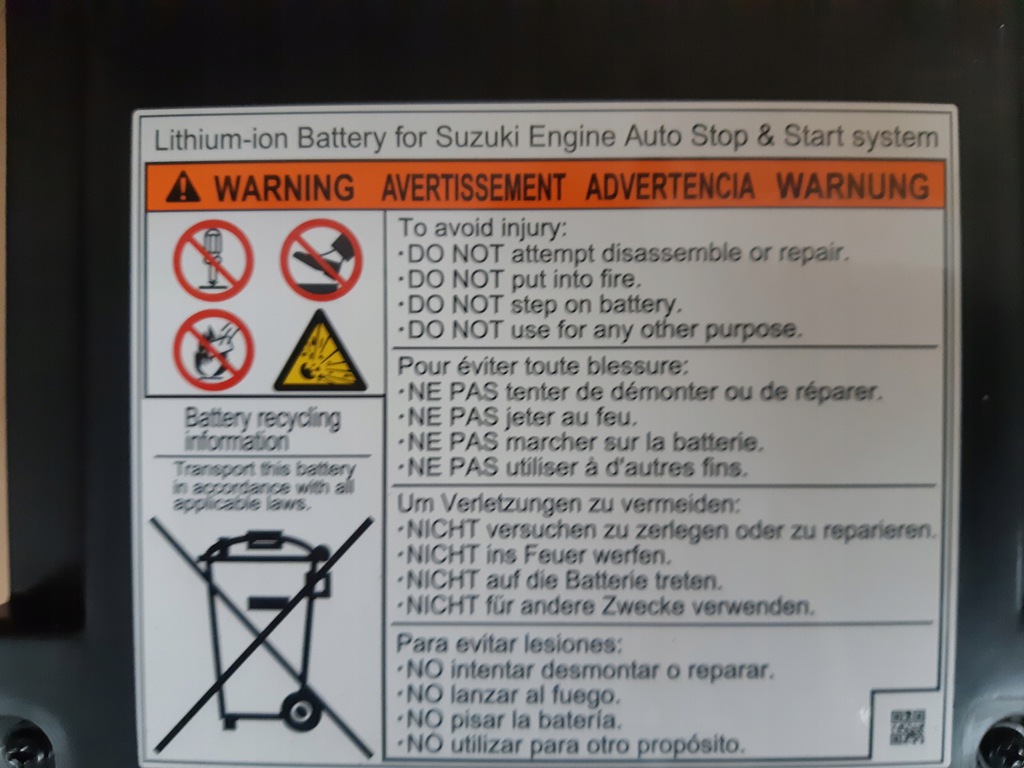 Lithium-ion Battery for Suzuki Engine Auto Stop & Start system
WARNING AVERTISSEMENT ADVERTENCIA WARNUNG
To avoid injury:
·DO NOT attempt disassemble or repair.
·DO NOT put into fire.
·DO NOT step on battery.
·DO NOT use for any other purpose.
Pour éviter toute blessure:
·NE PAS tenter de démonter ou de réparer.
·NE PAS jeter au feu.
·NE PAS marcher sur la batterie.
·NE PAS utiliser à d'autres fins.
Um Verletzungen zu vermeiden:
·NICHT versuchen zu zerlegen oder zu reparieren.
·NICHT ins Feuer werfen.
·NICHT auf die Batterie treten.
·NICHT für andere Zwecke verwenden.
Para evitar lesiones:
·NO intentar desmontar o reparar.
·NO lanzar al fuego.
·NO pisar la batería.
·NO utilizar para otro propósito.
Battery recycling
information
Transport this battery
in accordance with all
applicable laws.